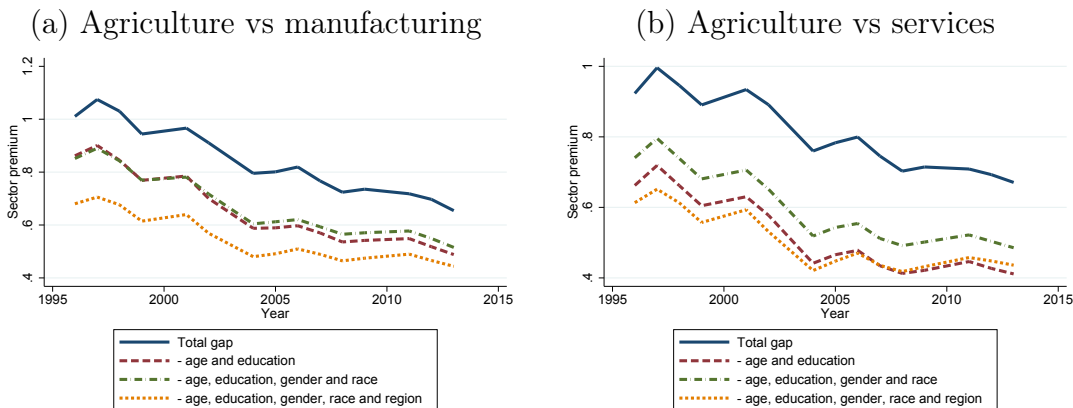 (a) Agriculture vs manufacturing
Sector premium
1.2
1
.8
.6
.4
1995 2000 2005 2010 2015
Year
Total gap
- age and education
- age, education, gender and race
- age, education, gender, race and region
(b) Agriculture vs services
Sector premium
1
.8
.6
.4
1995 2000 2005 2010 2015
Year
Total gap
- age and education
- age, education, gender and race
- age, education, gender, race and region